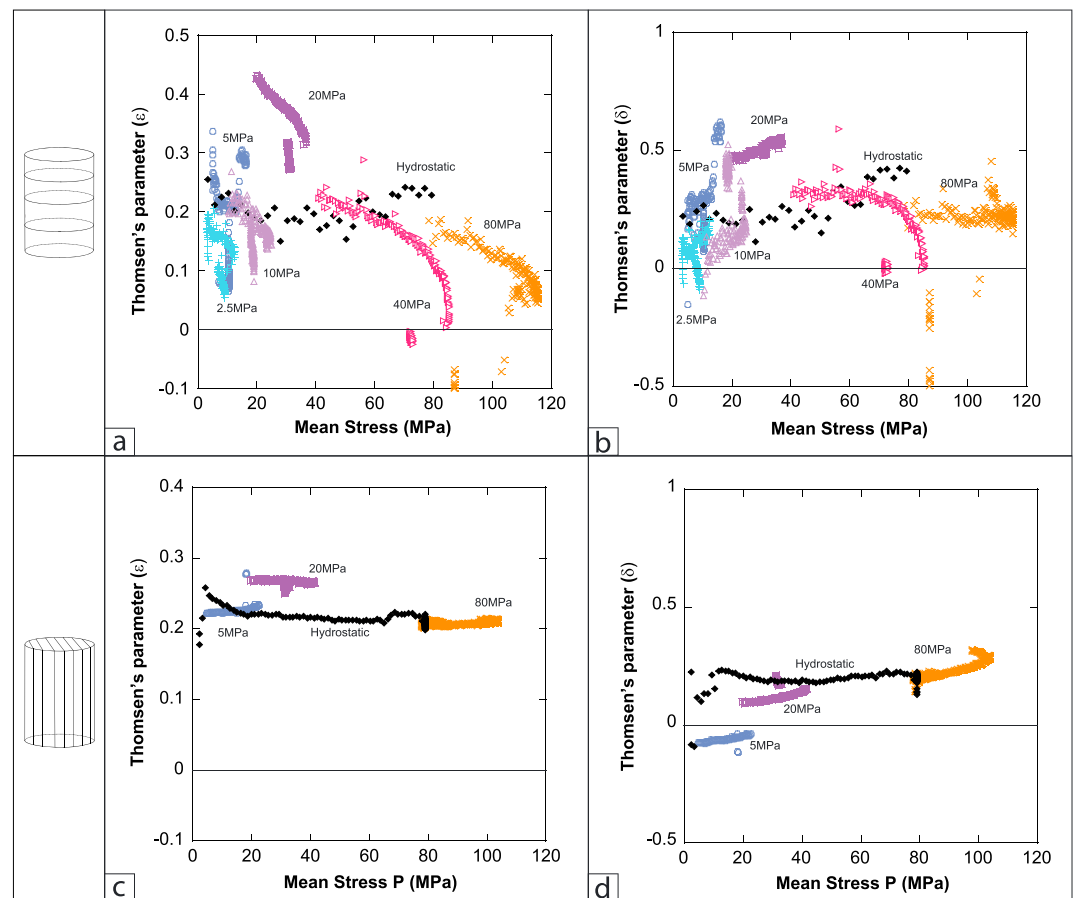 0.5
0.4
0.3
0.2
0.1
0
-0.1
Thomsen's parameter (ε)
20MPa
5MPa
Hydrostatic
80MPa
10MPa
2.5MPa
40MPa
0 20 40 60 80 100 120
Mean Stress (MPa)
a
1
0.5
0
-0.5
Thomsen's parameter (δ)
20MPa
5MPa
Hydrostatic
80MPa
10MPa
40MPa
2.5MPa
0 20 40 60 80 100 120
Mean Stress (MPa)
b
0.4
0.3
0.2
0.1
0
-0.1
Thomsen's parameter (ε)
20MPa
80MPa
5MPa
Hydrostatic
0 20 40 60 80 100 120
Mean Stress P (MPa)
c
1
0.5
0
-0.5
Thomsen's parameter (δ)
80MPa
Hydrostatic
20MPa
5MPa
0 20 40 60 80 100 120
Mean Stress P (MPa)
d